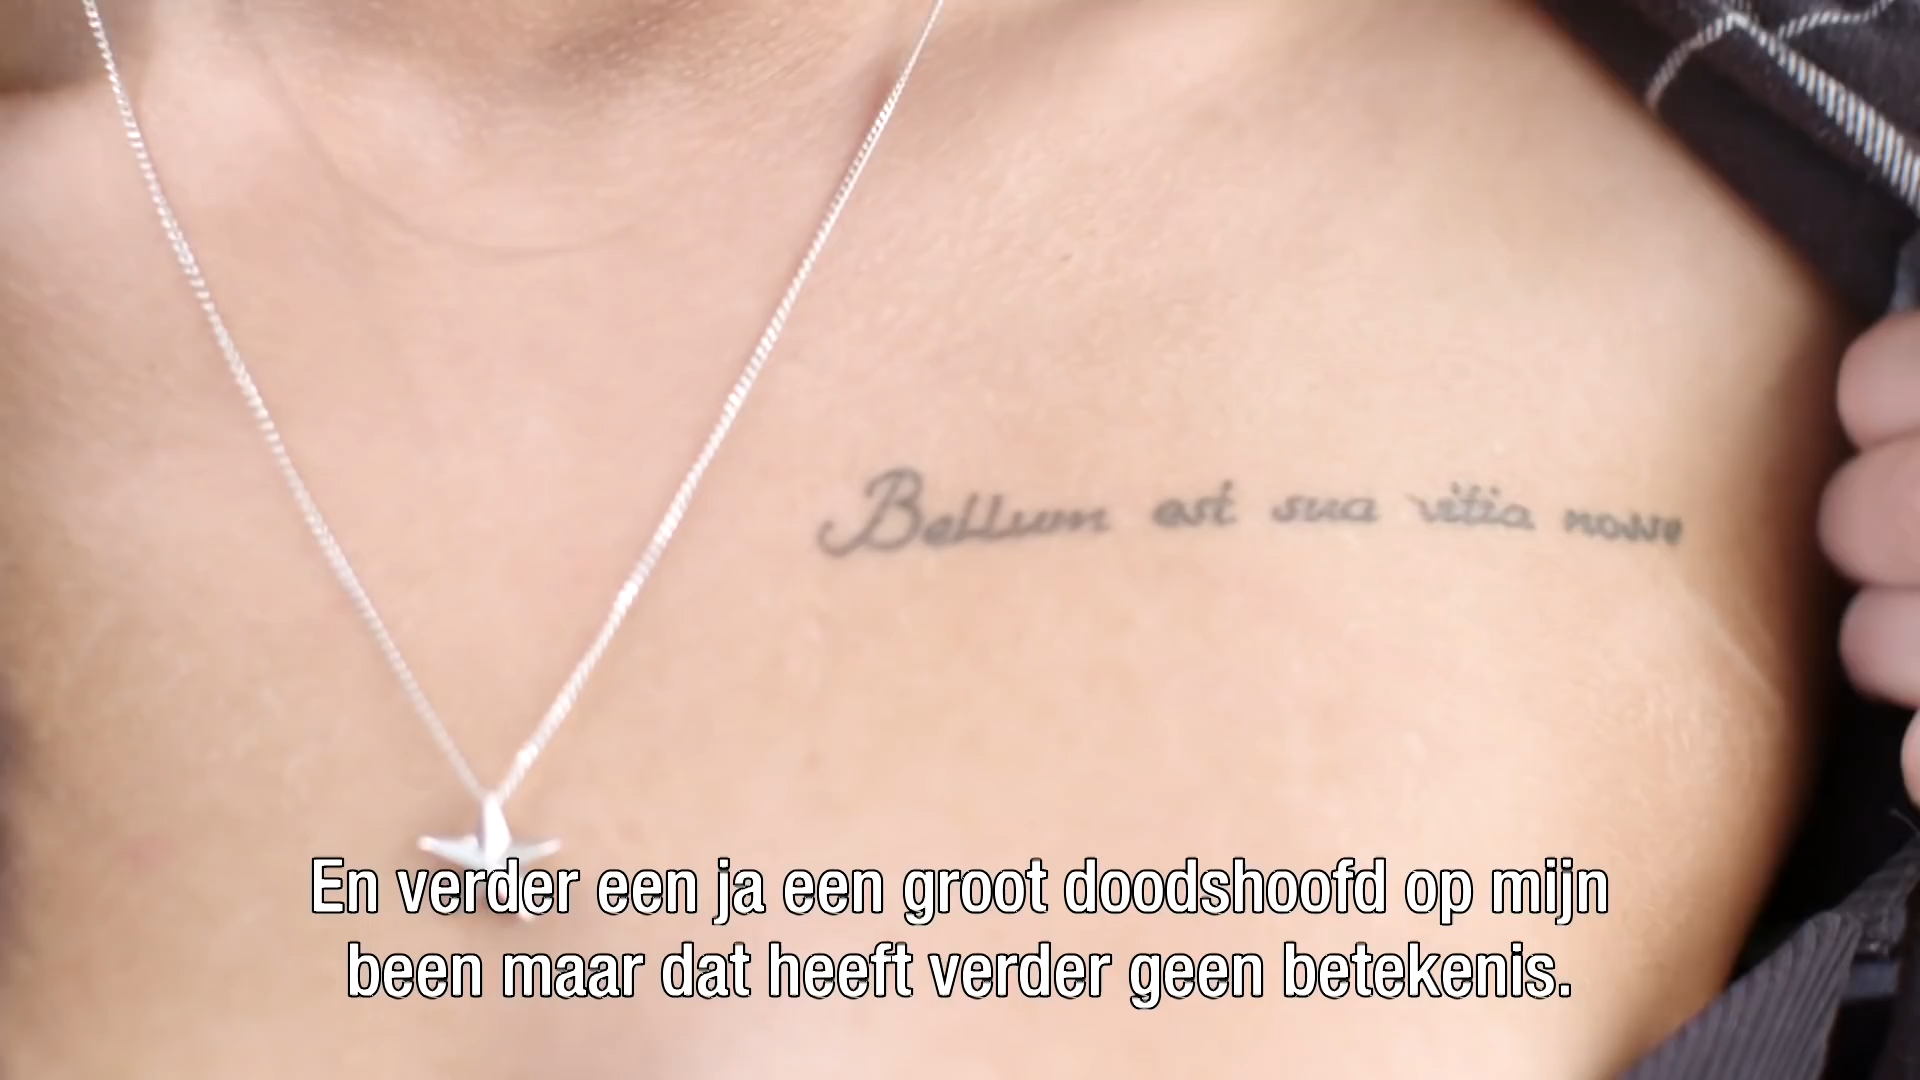 Bellum est sua vitia nosse
En verder een ja een groot doodshoofd op mijn
been maar dat heeft verder geen betekenis.